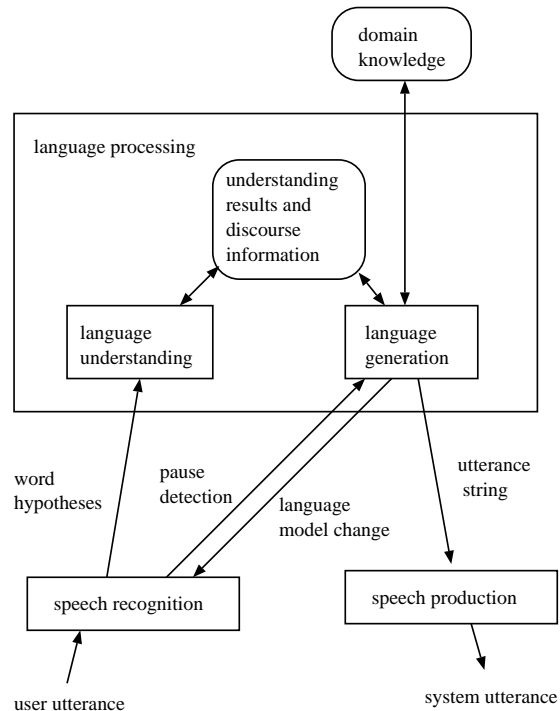 domain
knowledge
language processing
understanding
results and
discourse
information
language
understanding
language
generation
word
hypotheses
pause
detection
language
model change
utterance
string
speech recognition
speech production
user utterance
system utterance